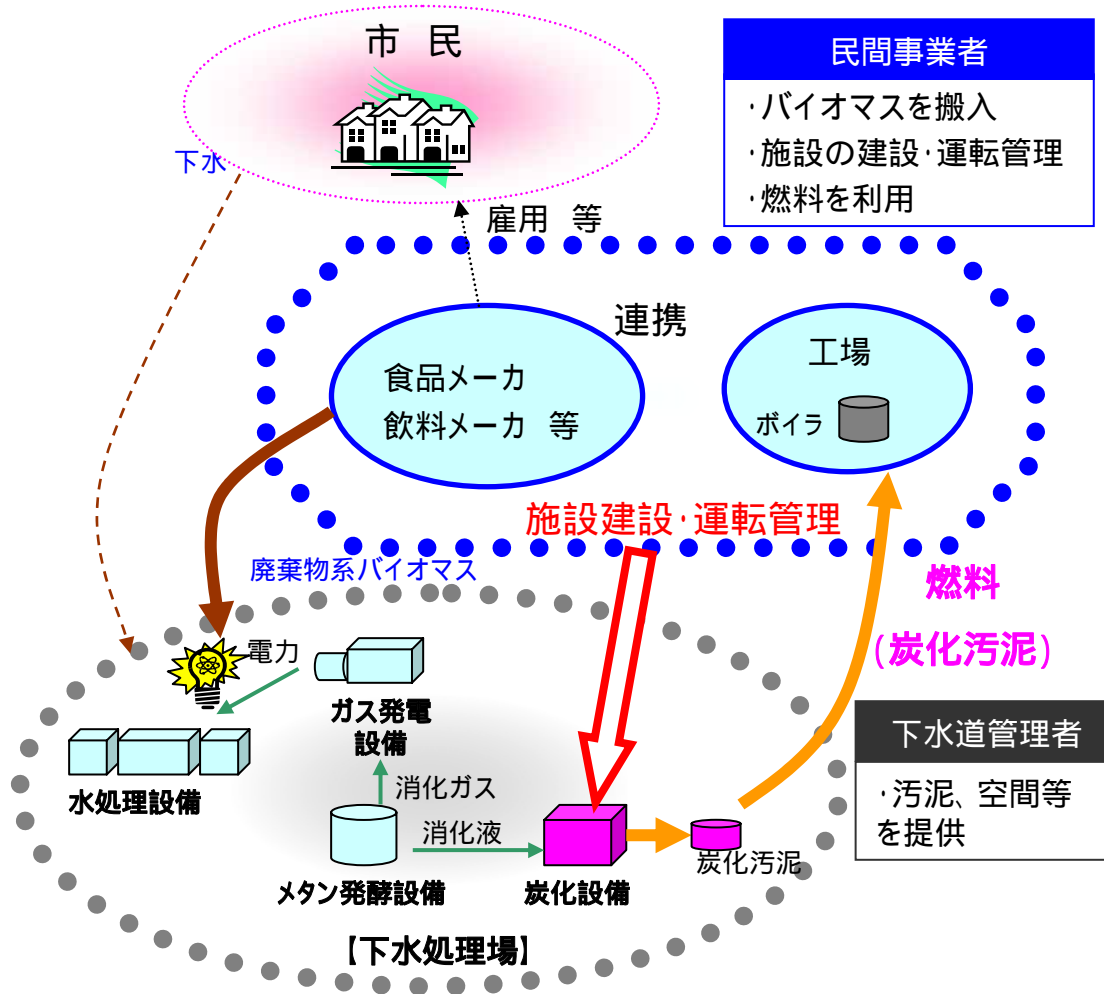 市 民
民間事業者
・バイオマスを搬入
・施設の建設・運転管理
・燃料を利用
下水
雇用 等
連携
食品メーカ
飲料メーカ 等
工場
ボイラ
施設建設・運転管理
廃棄物系バイオマス
燃料
(炭化汚泥)
電力
ガス発電
設備
水処理設備
消化ガス
消化液
メタン発酵設備
炭化設備
炭化汚泥
下水道管理者
・汚泥、空間等
を提供
【下水処理場】